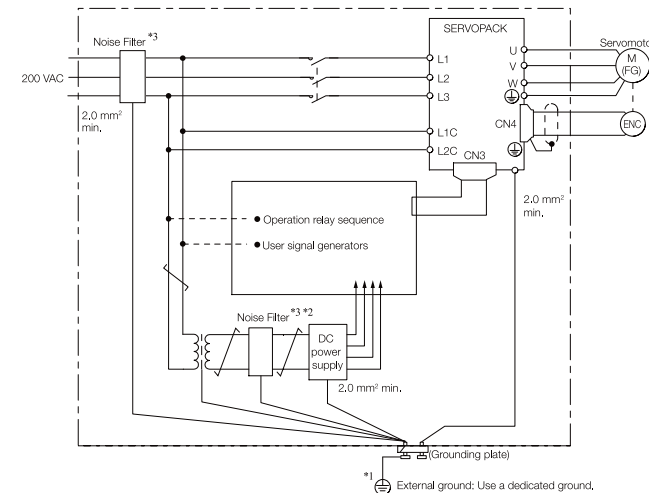 SERVOPACK
Noise Filter *3
U
Servomotor
L1
V
M
(FG)
200 VAC
L2
W
L3
2.0 mm²
min.
CN4
ENC
L1C
L2C
CN3
2.0 mm²
min.
Operation relay sequence
User signal generators
Noise Filter *3 *2
DC
power
supply
2.0 mm² min.
(Grounding plate)
*1
External ground: Use a dedicated ground.